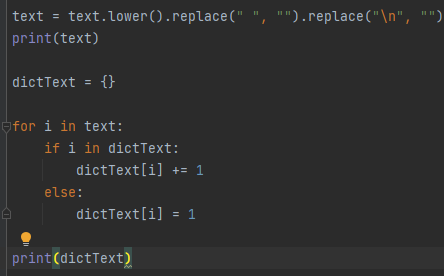 text = text.lower().replace(" ", "").replace("\n", "")
print(text)
dictText = {}
for i in text:
if i in dictText:
dictText[i] += 1
else:
dictText[i] = 1
print(dictText)